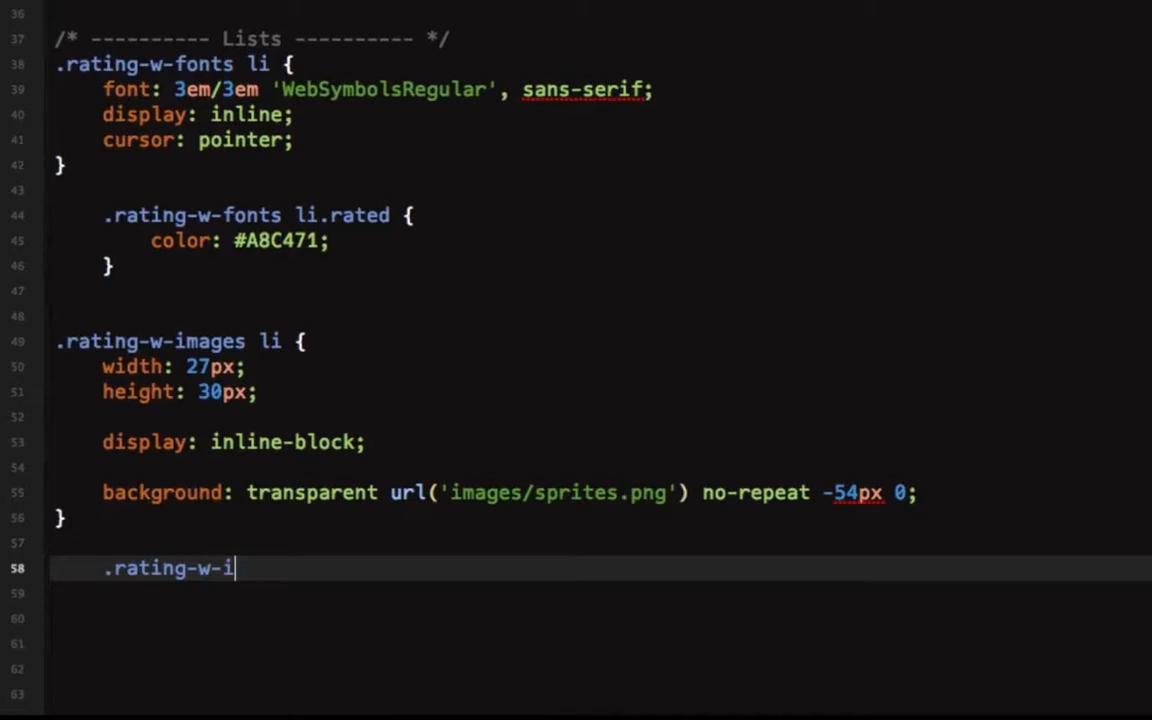 36
37 /* ---------- Lists ---------- */
38 .rating-w-fonts li {
39 font: 3em/3em 'WebSymbolsRegular', sans-serif;
40 display: inline;
41 cursor: pointer;
42 }
43
44 .rating-w-fonts li.rated {
45 color: #A8C471;
46 }
47
48
49 .rating-w-images li {
50 width: 27px;
51 height: 30px;
52
53 display: inline-block;
54
55 background: transparent url('images/sprites.png') no-repeat -54px 0;
56 }
57
58 .rating-w-i
59
60
61
62
63